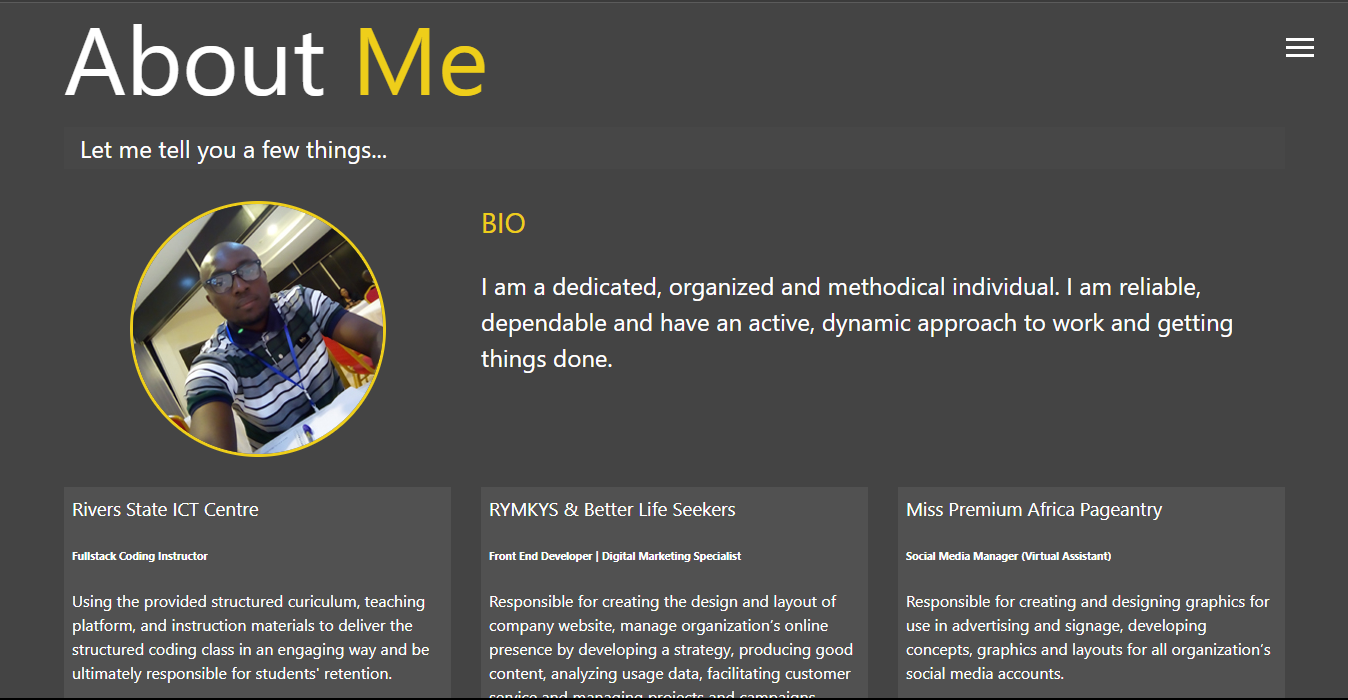 About Me
Let me tell you a few things...
BIO
I am a dedicated, organized and methodical individual. I am reliable,
dependable and have an active, dynamic approach to work and getting
things done.
Rivers State ICT Centre
Fullstack Coding Instructor
Using the provided structured curiculum, teaching
platform, and instruction materials to deliver the
structured coding class in an engaging way and be
ultimately responsible for students' retention.
RYMKYS & Better Life Seekers
Front End Developer | Digital Marketing Specialist
Responsible for creating the design and layout of
company website, manage organization’s online
presence by developing a strategy, producing good
content, analyzing usage data, facilitating customer
service and managing projects and campaigns
Miss Premium Africa Pageantry
Social Media Manager (Virtual Assistant)
Responsible for creating and designing graphics for
use in advertising and signage, developing
concepts, graphics and layouts for all organization’s
social media accounts.